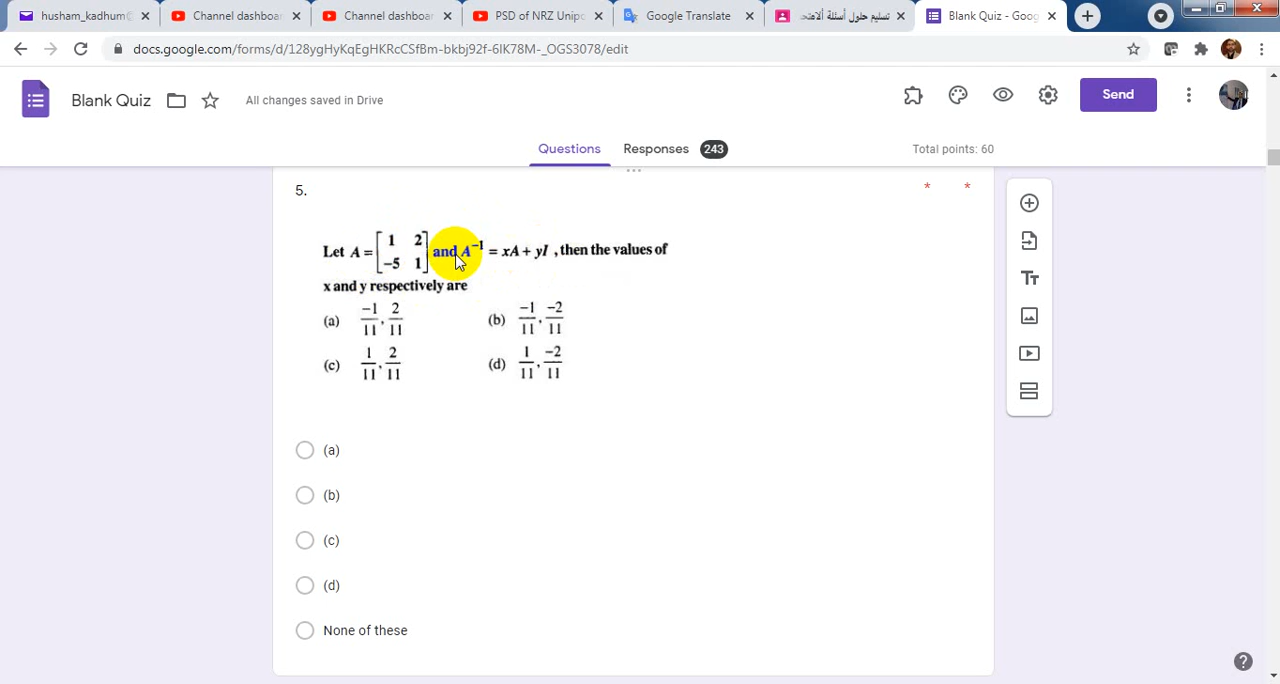 husham_kadhum@
Channel dashboar
Channel dashboar
PSD of NRZ Unipo
Google Translate
تسليم حلول أسئلة ألامتحـ
Blank Quiz - Goog
docs.google.com/forms/d/128ygHyKqEgHKRcCSfBm-bkbj92f-6lK78M-_OGS3078/edit
Blank Quiz
All changes saved in Drive
Send
Questions
Responses 243
Total points: 60
5. * *
Let A = [1 2
-5 1] and A⁻¹ = xA + yI , then the values of
x and y respectively are
(a) -1/11, 2/11 (b) -1/11, -2/11
(c) 1/11, 2/11 (d) 1/11, -2/11
(a)
(b)
(c)
(d)
None of these